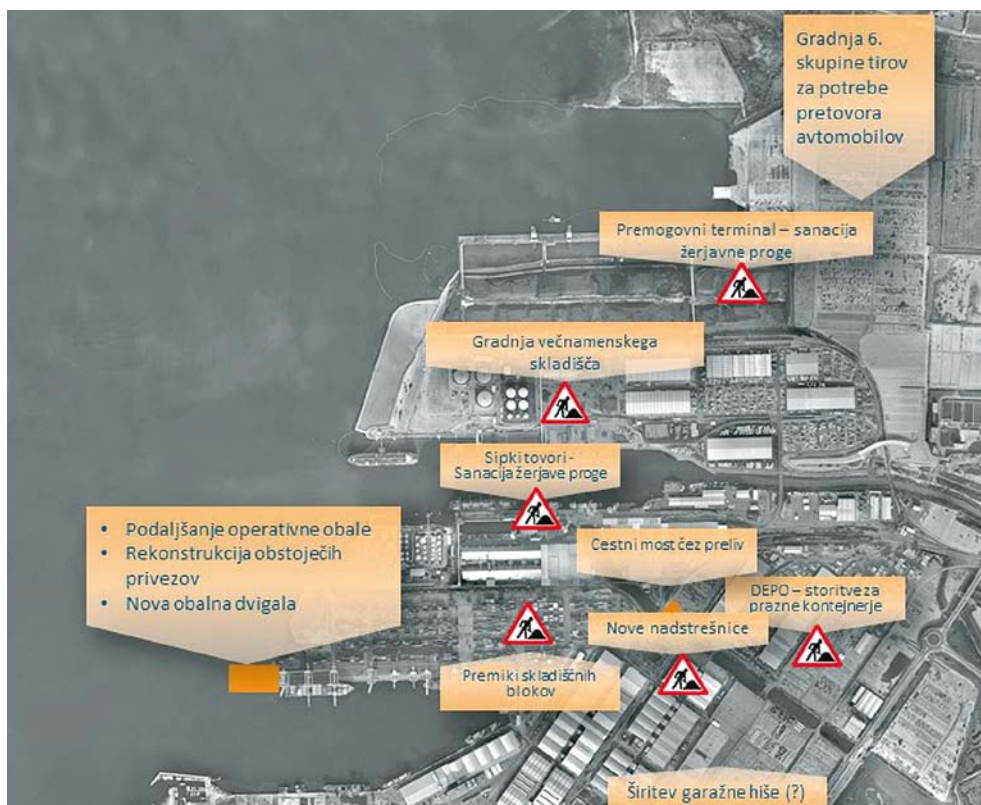 Gradnja 6.
skupine tirov
za potrebe
pretovora
avtomobilov
Premogovni terminal – sanacija
žerjavne proge
Gradnja večnamenskega
skladišča
Sipki tovori -
Sanacija žerjave proge
• Podaljšanje operativne obale
• Rekonstrukcija obstoječih
privezov
• Nova obalna dvigala
Cestni most čez preliv
DEPO – storitve za
prazne kontejnerje
Nove nadstrešnice
Premiki skladiščnih
blokov
Širitev garažne hiše (?)